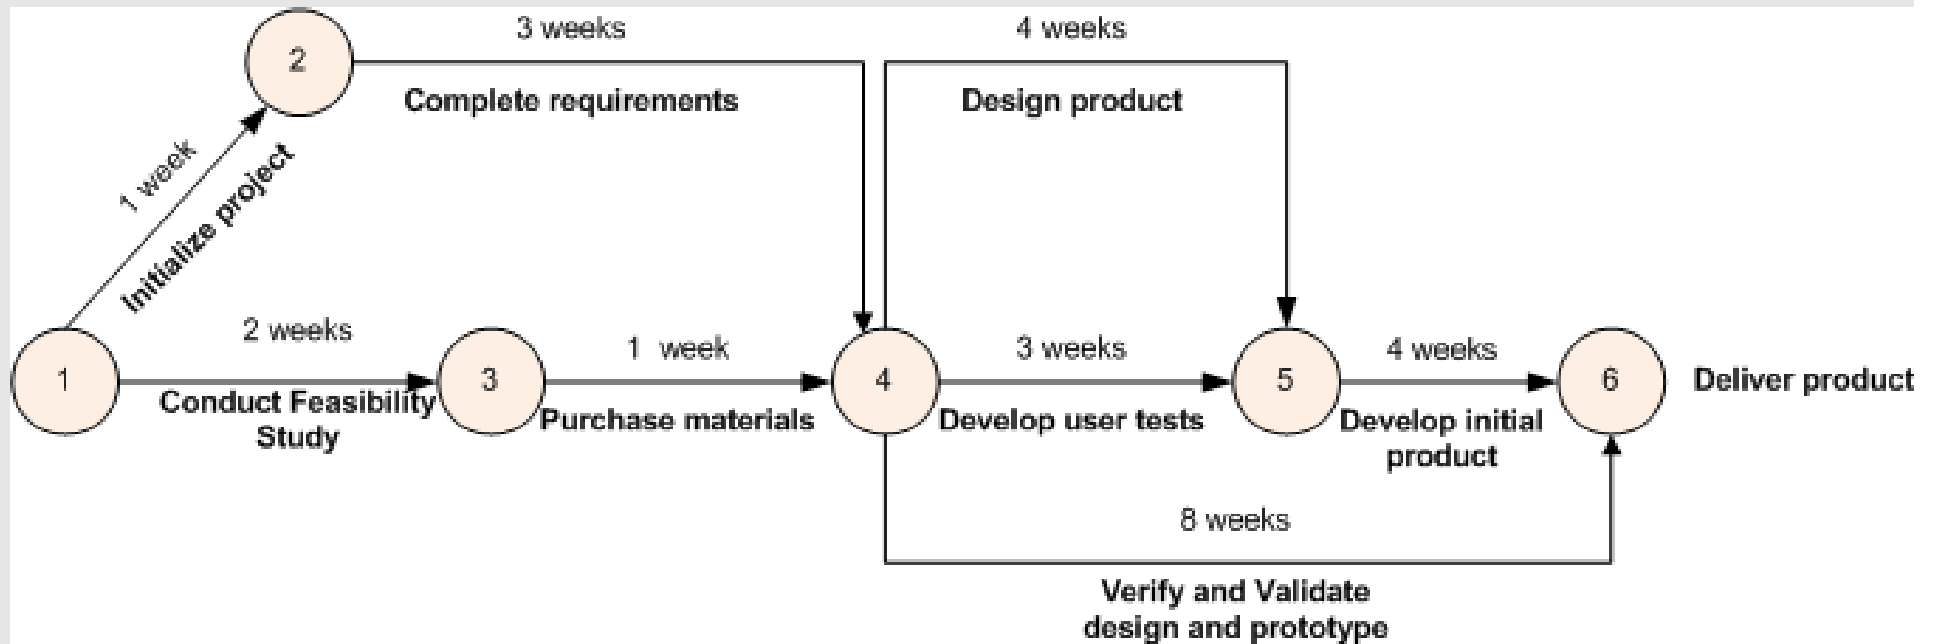 2
3 weeks
4 weeks
Complete requirements
Design product
1 week
Initialize project
1
2 weeks
Conduct Feasibility
Study
3
1 week
Purchase materials
4
3 weeks
Develop user tests
5
4 weeks
Develop initial
product
6
Deliver product
8 weeks
Verify and Validate
design and prototype